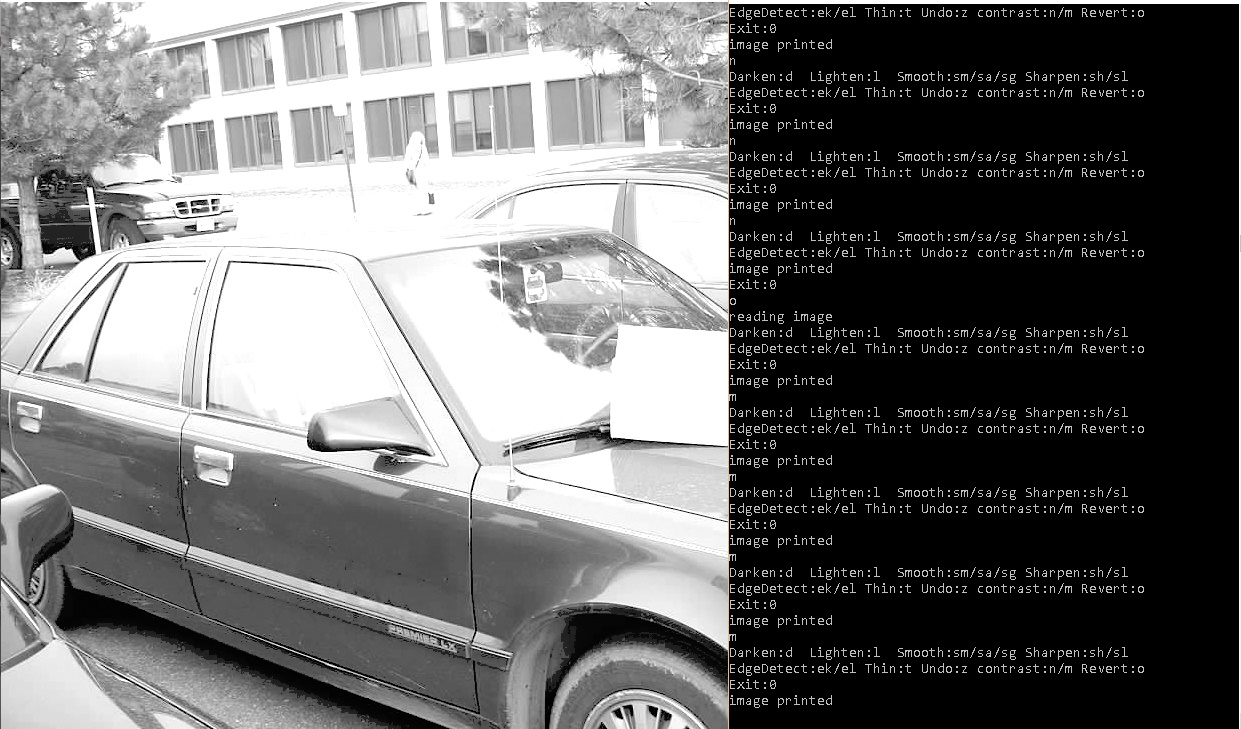 EdgeDetect:ek/el Thin:t Undo:z contrast:n/m Revert:o
Exit:0
image printed
n
Darken:d  Lighten:l  Smooth:sm/sa/sg Sharpen:sh/sl
EdgeDetect:ek/el Thin:t Undo:z contrast:n/m Revert:o
Exit:0
image printed
n
Darken:d  Lighten:l  Smooth:sm/sa/sg Sharpen:sh/sl
EdgeDetect:ek/el Thin:t Undo:z contrast:n/m Revert:o
Exit:0
image printed
n
Darken:d  Lighten:l  Smooth:sm/sa/sg Sharpen:sh/sl
EdgeDetect:ek/el Thin:t Undo:z contrast:n/m Revert:o
image printed
Exit:0
o
reading image
Darken:d  Lighten:l  Smooth:sm/sa/sg Sharpen:sh/sl
EdgeDetect:ek/el Thin:t Undo:z contrast:n/m Revert:o
Exit:0
image printed
m
Darken:d  Lighten:l  Smooth:sm/sa/sg Sharpen:sh/sl
EdgeDetect:ek/el Thin:t Undo:z contrast:n/m Revert:o
Exit:0
image printed
m
Darken:d  Lighten:l  Smooth:sm/sa/sg Sharpen:sh/sl
EdgeDetect:ek/el Thin:t Undo:z contrast:n/m Revert:o
Exit:0
image printed
m
Darken:d  Lighten:l  Smooth:sm/sa/sg Sharpen:sh/sl
EdgeDetect:ek/el Thin:t Undo:z contrast:n/m Revert:o
Exit:0
image printed
m
Darken:d  Lighten:l  Smooth:sm/sa/sg Sharpen:sh/sl
EdgeDetect:ek/el Thin:t Undo:z contrast:n/m Revert:o
Exit:0
image printed
PREMIER LX